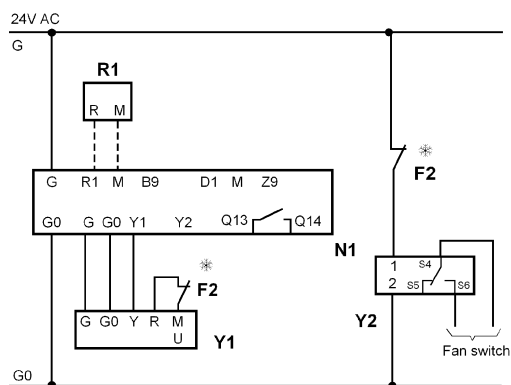 24V AC
G
R1
R M
F2
G R1 M B9 D1 M Z9
G0 G G0 Y1 Y2 Q13 Q14
N1
1 S4
2 S5 S6
F2
G G0 Y R M
U
Y1
Y2
Fan switch
G0